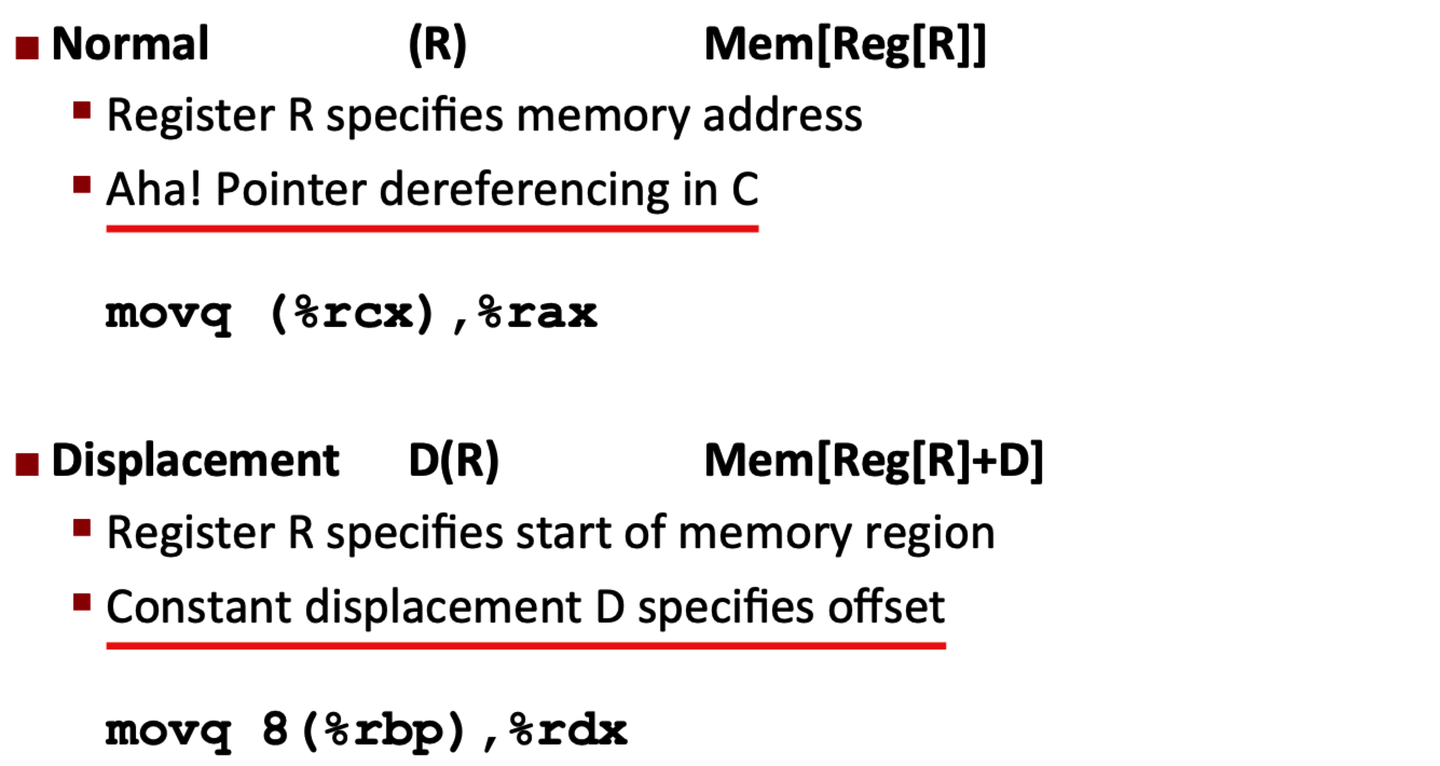 ■ Normal (R) Mem[Reg[R]]
■ Register R specifies memory address
■ Aha! Pointer dereferencing in C
movq (%rcx),%rax
■ Displacement D(R) Mem[Reg[R]+D]
■ Register R specifies start of memory region
■ Constant displacement D specifies offset
movq 8(%rbp),%rdx